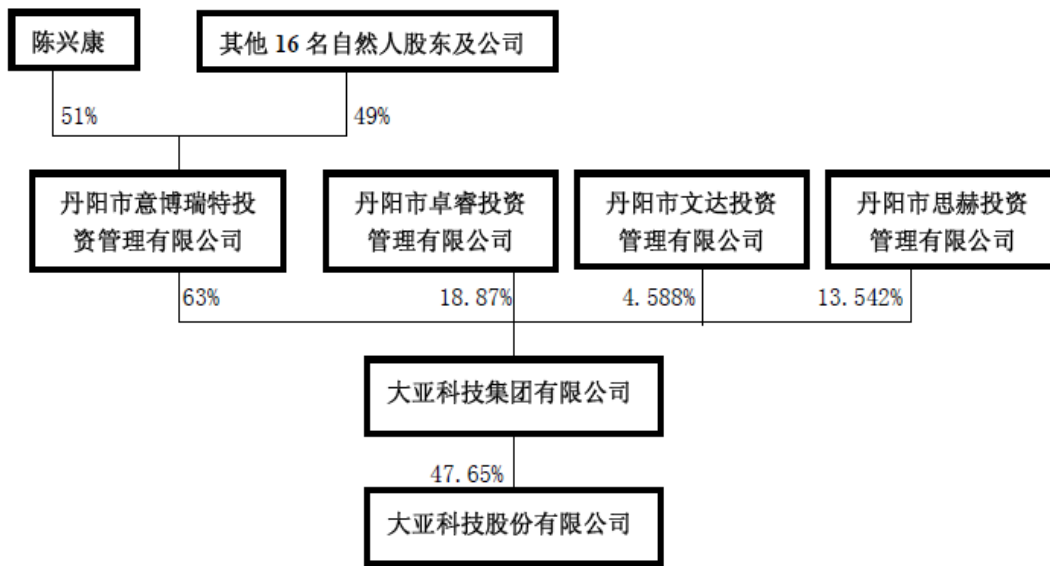 陈兴康
其他 16 名自然人股东及公司
51%
49%
丹阳市意博瑞特投
资管理有限公司
丹阳市卓睿投资
管理有限公司
丹阳市文达投资
管理有限公司
丹阳市思赫投资
管理有限公司
63%
18.87%
4.588%
13.542%
大亚科技集团有限公司
47.65%
大亚科技股份有限公司